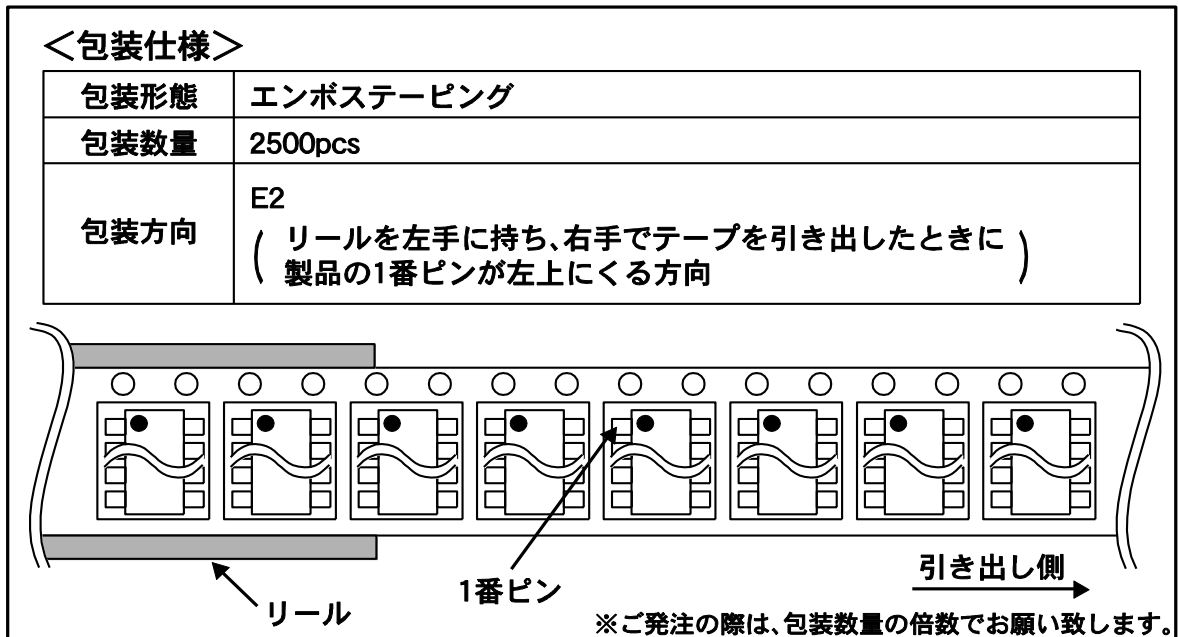 ＜包装仕様＞
包装形態 エンボステーピング
包装数量 2500pcs
包装方向 E2
( リールを左手に持ち、右手でテープを引き出したときに
製品の1番ピンが左上にくる方向 )
1番ピン
引き出し側
リール
※ご発注の際は、包装数量の倍数でお願い致します。